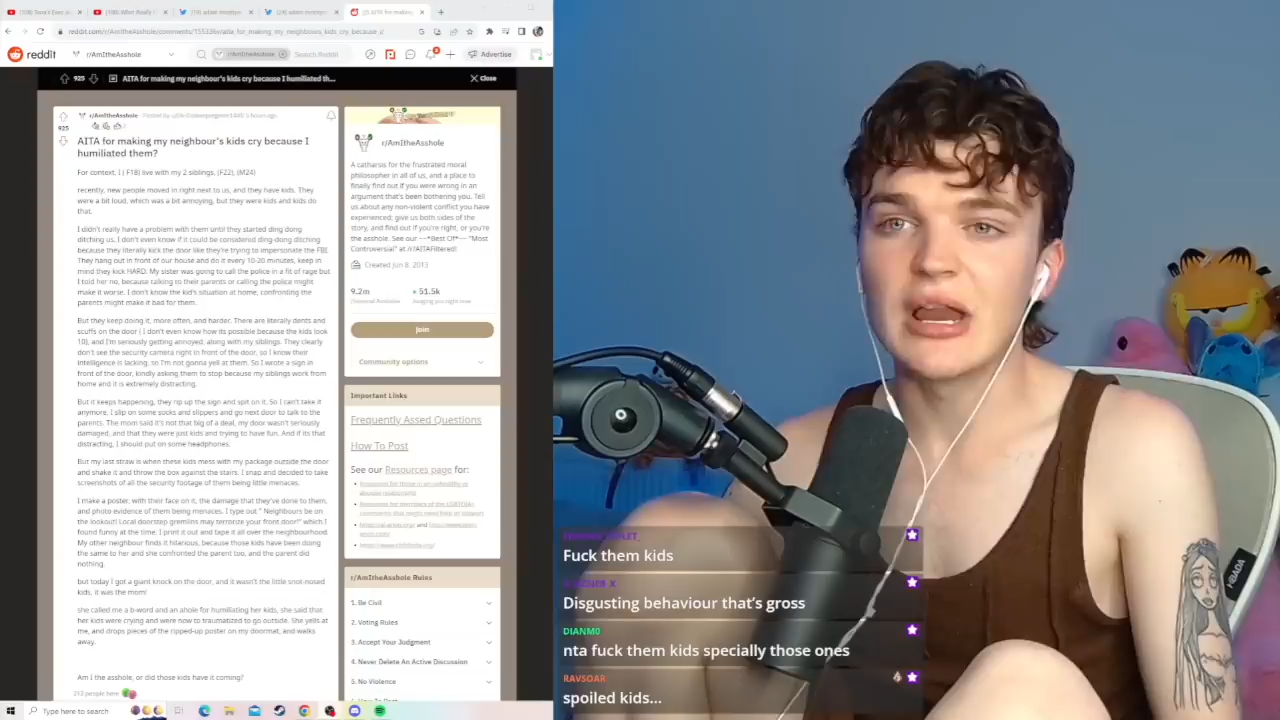 reddit.com/r/AmItheAsshole/comments/
reddit
r/AmItheAsshole
r/AmItheAsshole
Search Reddit
Advertise
925
AITA for making my neighbour's kids cry because I humiliated th...
Close
r/AmItheAsshole
5 hours ago
925
AITA for making my neighbour's kids cry because I
humiliated them?
For context, I ( F18) live with my 2 siblings, (F22), (M24)
recently, new people moved in right next to us, and they have kids. They
were a bit loud, which was a bit annoying, but they were kids and kids do
that.
I didn't really have a problem with them until they started ding dong
ditching us, I don't even know if it could be considered ding-dong ditching
because they literally kick the door like they're trying to impersonate the FBI.
They hang out in front of our house and do it every 10-20 minutes, keep in
mind they kick HARD. My sister was going to call the police in a fit of rage but
I told her no, because talking to their parents or calling the police might
make it worse. I don't know the kid's situation at home, confronting the
parents might make it bad for them.
But they keep doing it, more often, and harder. There are literally dents and
scuffs on the door ( I don't even know how its possible because the kids look
10), and I'm seriously getting annoyed, along with my siblings. They clearly
don't see the security camera right in front of the door, so I know their
intelligence is lacking, so I'm not gonna yell at them. So I wrote a sign in
front of the door, kindly asking them to stop because my siblings work from
home and it is extremely distracting.
But it keeps happening, they rip up the sign and spit on it, So I can't take it
anymore, I slip on some socks and slippers and go next door to talk to the
parents. The mom said it's not that big of a deal, my door wasn't seriously
damaged, and that they were just kids and trying to have fun. And if its that
distracting, I should put on some headphones.
But my last straw is when these kids mess with my package outside the door
and shake it and throw the box against the stairs. I snap and decided to take
screenshots of all the security footage of them being little menaces.
I make a poster, with their face on it, the damage that they've done to them,
and photo evidence of them being menaces. I type out " Neighbours be on
the lookout! Local doorstep gremlins may terrorize your front door!" which I
found funny at the time, I print it out and tape it all over the neighbourhood.
My other neighbour finds it hilarious, because those kids have been doing
the same to her and she confronted the parent too, and the parent did
nothing.
but today I got a giant knock on the door, and it wasn't the little snot-nosed
kids, it was the mom!
she called me a b-word and an ahole for humiliating her kids, she said that
her kids were crying and were now to traumatized to go outside. She yells at
me, and drops pieces of the ripped-up poster on my doormat, and walks
away.
Am I the asshole, or did those kids have it coming?
213 people here
r/AmItheAsshole
A catharsis for the frustrated moral
philosopher in all of us, and a place to
finally find out if you were wrong in an
argument that's been bothering you. Tell
us about any non-violent conflict you have
experienced; give us both sides of the
story, and find out if you're right, or you're
the asshole. See our ~~*Best Of*~~ "Most
Controversial" at /r/AITAFiltered!
Created Jun 8, 2013
9.2m
51.5k
Join
Community options
Important Links
Frequently Assed Questions
How To Post
See our Resources page for:
r/AmItheAsshole Rules
1. Be Civil
2. Voting Rules
3. Accept Your Judgment
4. Never Delete An Active Discussion
5. No Violence
Type here to search
Fuck them kids
Disgusting behaviour that's gross
DIANM0
nta fuck them kids specially those ones
RAVSOAR
spoiled kids...